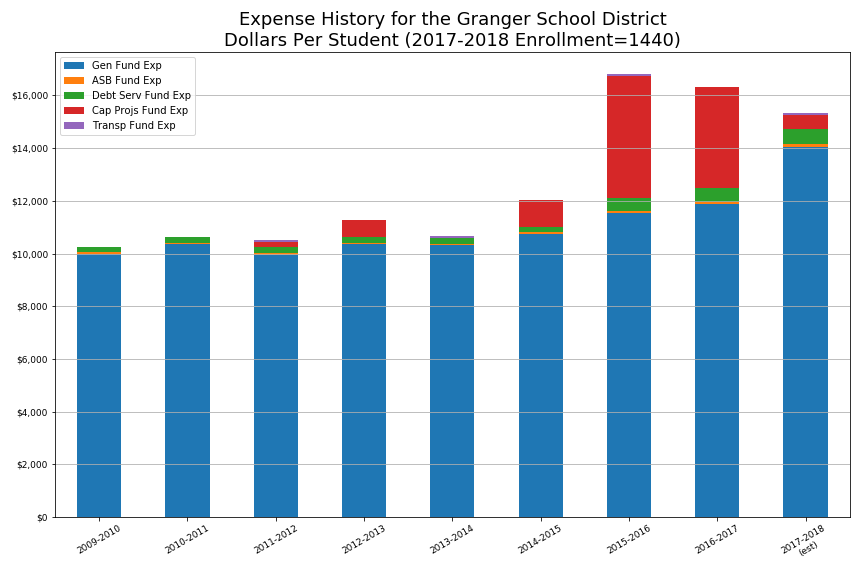 Expense History for the Granger School District
Dollars Per Student (2017-2018 Enrollment=1440)
Gen Fund Exp
ASB Fund Exp
Debt Serv Fund Exp
Cap Projs Fund Exp
Transp Fund Exp
$16,000
$14,000
$12,000
$10,000
$8,000
$6,000
$4,000
$2,000
$0
2009-2010
2010-2011
2011-2012
2012-2013
2013-2014
2014-2015
2015-2016
2016-2017
2017-2018
(est)